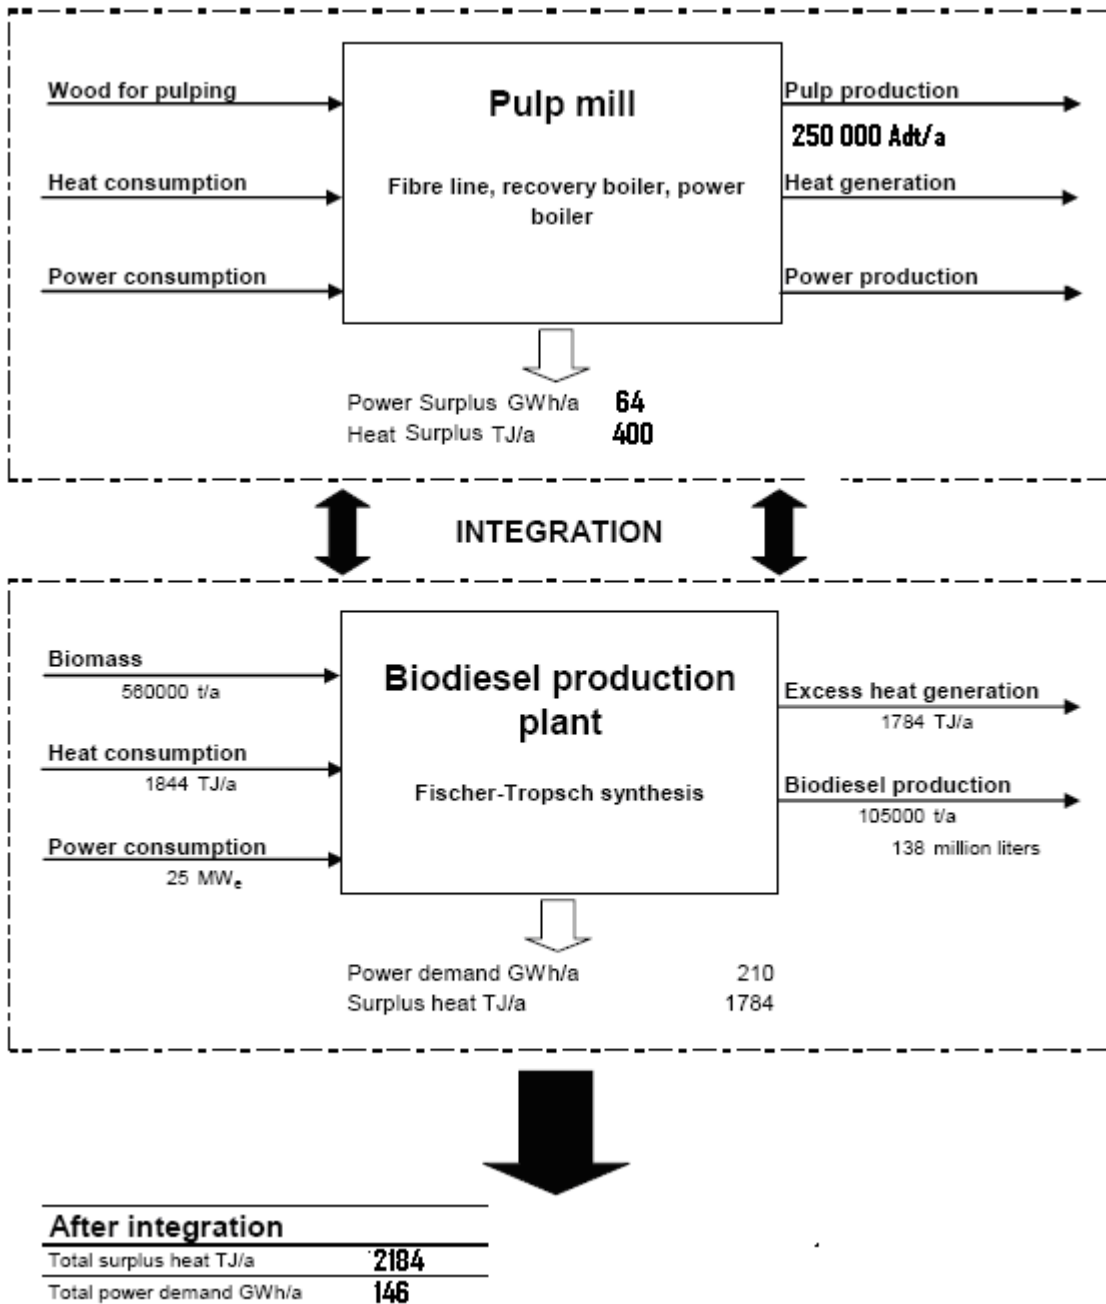 Wood for pulping
Pulp mill
Pulp production
250 000 Adt/a
Heat consumption
Fibre line, recovery boiler, power
boiler
Heat generation
Power consumption
Power production
Power Surplus GWh/a 64
Heat Surplus TJ/a 400
INTEGRATION
Biomass
560000 t/a
Biodiesel production
plant
Excess heat generation
1784 TJ/a
Heat consumption
1844 TJ/a
Fischer-Tropsch synthesis
Biodiesel production
105000 t/a
138 million liters
Power consumption
25 MWe
Power demand GWh/a 210
Surplus heat TJ/a 1784
After integration
Total surplus heat TJ/a 2184
Total power demand GWh/a 146